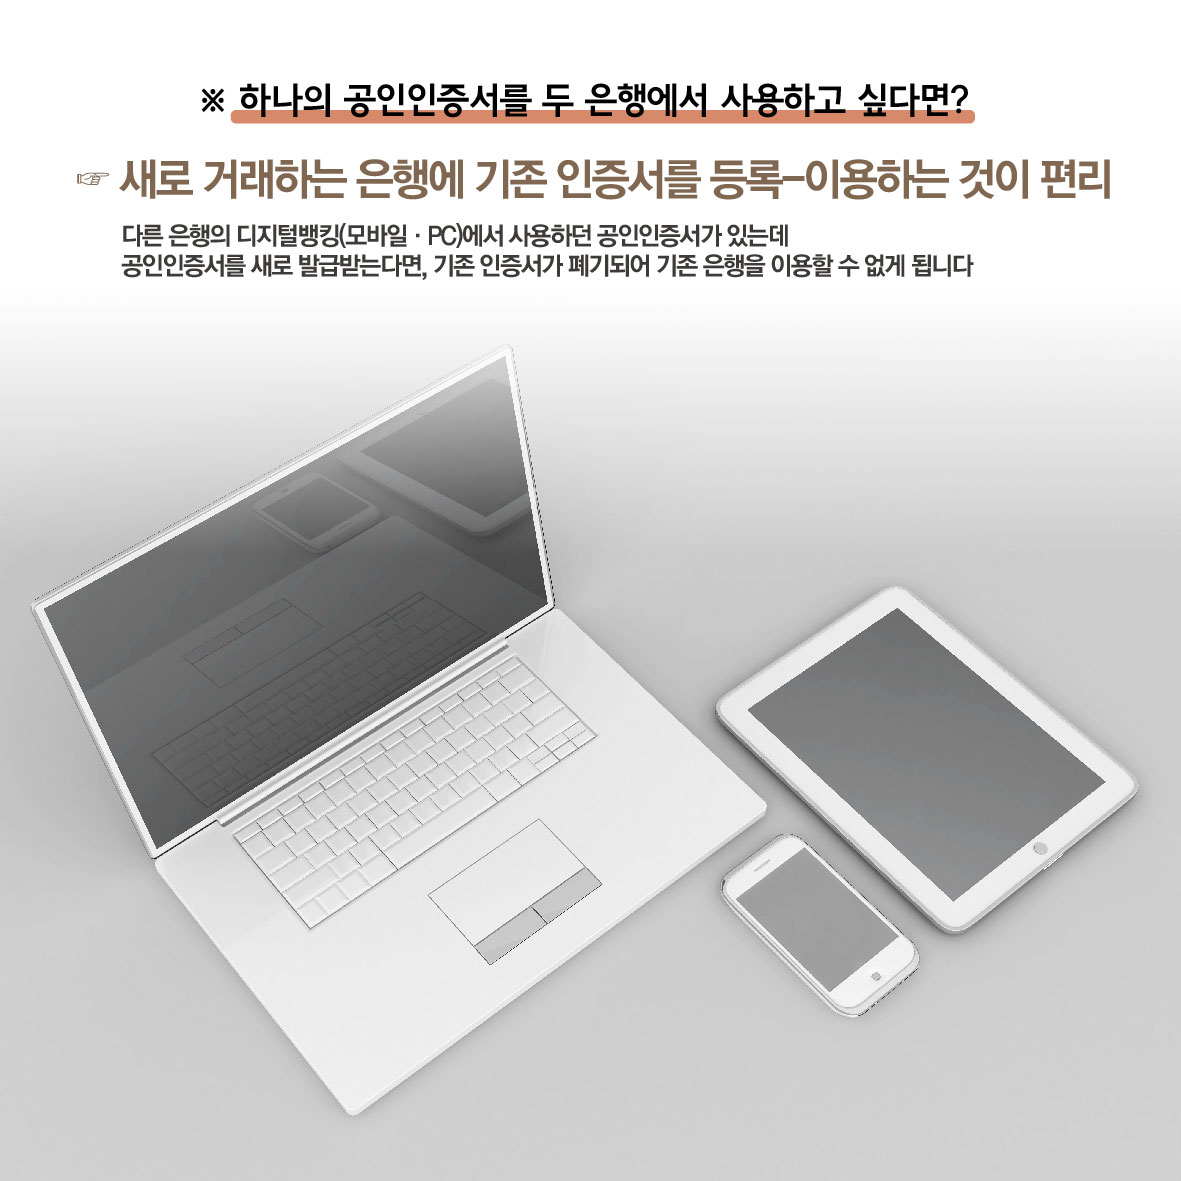 ※ 하나의 공인인증서를 두 은행에서 사용하고 싶다면?
☞ 새로 거래하는 은행에 기존 인증서를 등록-이용하는 것이 편리
다른 은행의 디지털뱅킹(모바일 · PC)에서 사용하던 공인인증서가 있는데
공인인증서를 새로 발급받는다면, 기존 인증서가 폐기되어 기존 은행을 이용할 수 없게 됩니다